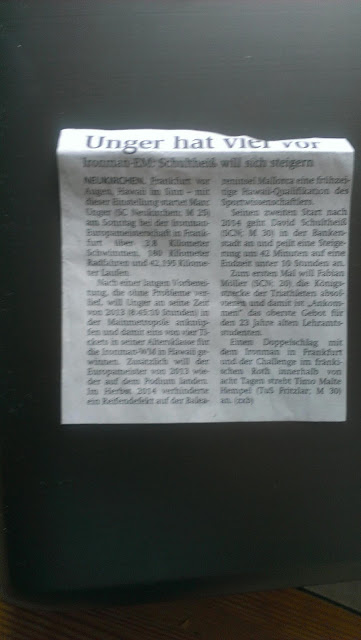 Unger hat viel vor
Ironman-EM: Schultheiß will sich steigern
NEUKIRCHEN. Frankfurt vor
Augen, Hawaii im Sinn – mit
dieser Einstellung startet Marc
Unger (SC Neukirchen, M 25)
am Sonntag bei der Ironman-
Europameisterschaft in Frank-
furt über 3,8 Kilometer
Schwimmen, 180 Kilometer
Radfahren und 42,195 Kilome-
ter Laufen.
Nach einer langen Vorberei-
tung, die ohne Probleme ver-
lief, will Unger an seine Zeit
von 2013 (8:45:10 Stunden) in
der Mainmetropole anknüp-
fen und damit eins von vier Ti-
ckets in seiner Altersklasse für
die Ironman-WM in Hawaii ge-
winnen. Zusätzlich will der
Europameister von 2013 wie-
der auf dem Podium landen.
Im Herbst 2014 verhinderte
ein Reifendefekt auf der Balea-
reninsel Mallorca eine frühzei-
tige Hawaii-Qualifikation des
Sportwissenschaftlers.
Seinen zweiten Start nach
2014 geht David Schultheiß
(SCN, M 30) in der Banken-
stadt an und peilt eine Steige-
rung um 42 Minuten auf eine
Endzeit unter 10 Stunden an.
Zum ersten Mal will Fabian
Möller (SCN; 20) die Königs-
strecke der Triathleten absol-
vieren und damit ist „Ankom-
men“ das oberste Gebot für
den 23 Jahre alten Lehramts-
studenten.
Einen Doppelschlag mit
dem Ironman in Frankfurt
und der Challenge im fränki-
schen Roth innerhalb von
acht Tagen strebt Timo Malte
Hempel (TuS Fritzlar; M 30)
an. (zxb)